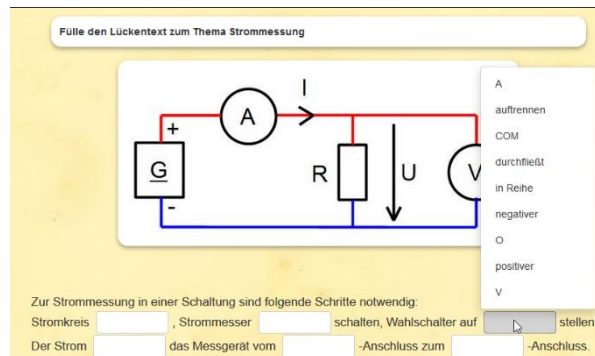 Fülle den Lückentext zum Thema Strommessung
I
A
+
G
-
R
U
V
A
auftrennen
COM
durchfließt
in Reihe
negativer
O
positiver
V
Zur Strommessung in einer Schaltung sind folgende Schritte notwendig:
Stromkreis , Strommesser schalten, Wahlschalter auf stellen
Der Strom das Messgerät vom -Anschluss zum -Anschluss.